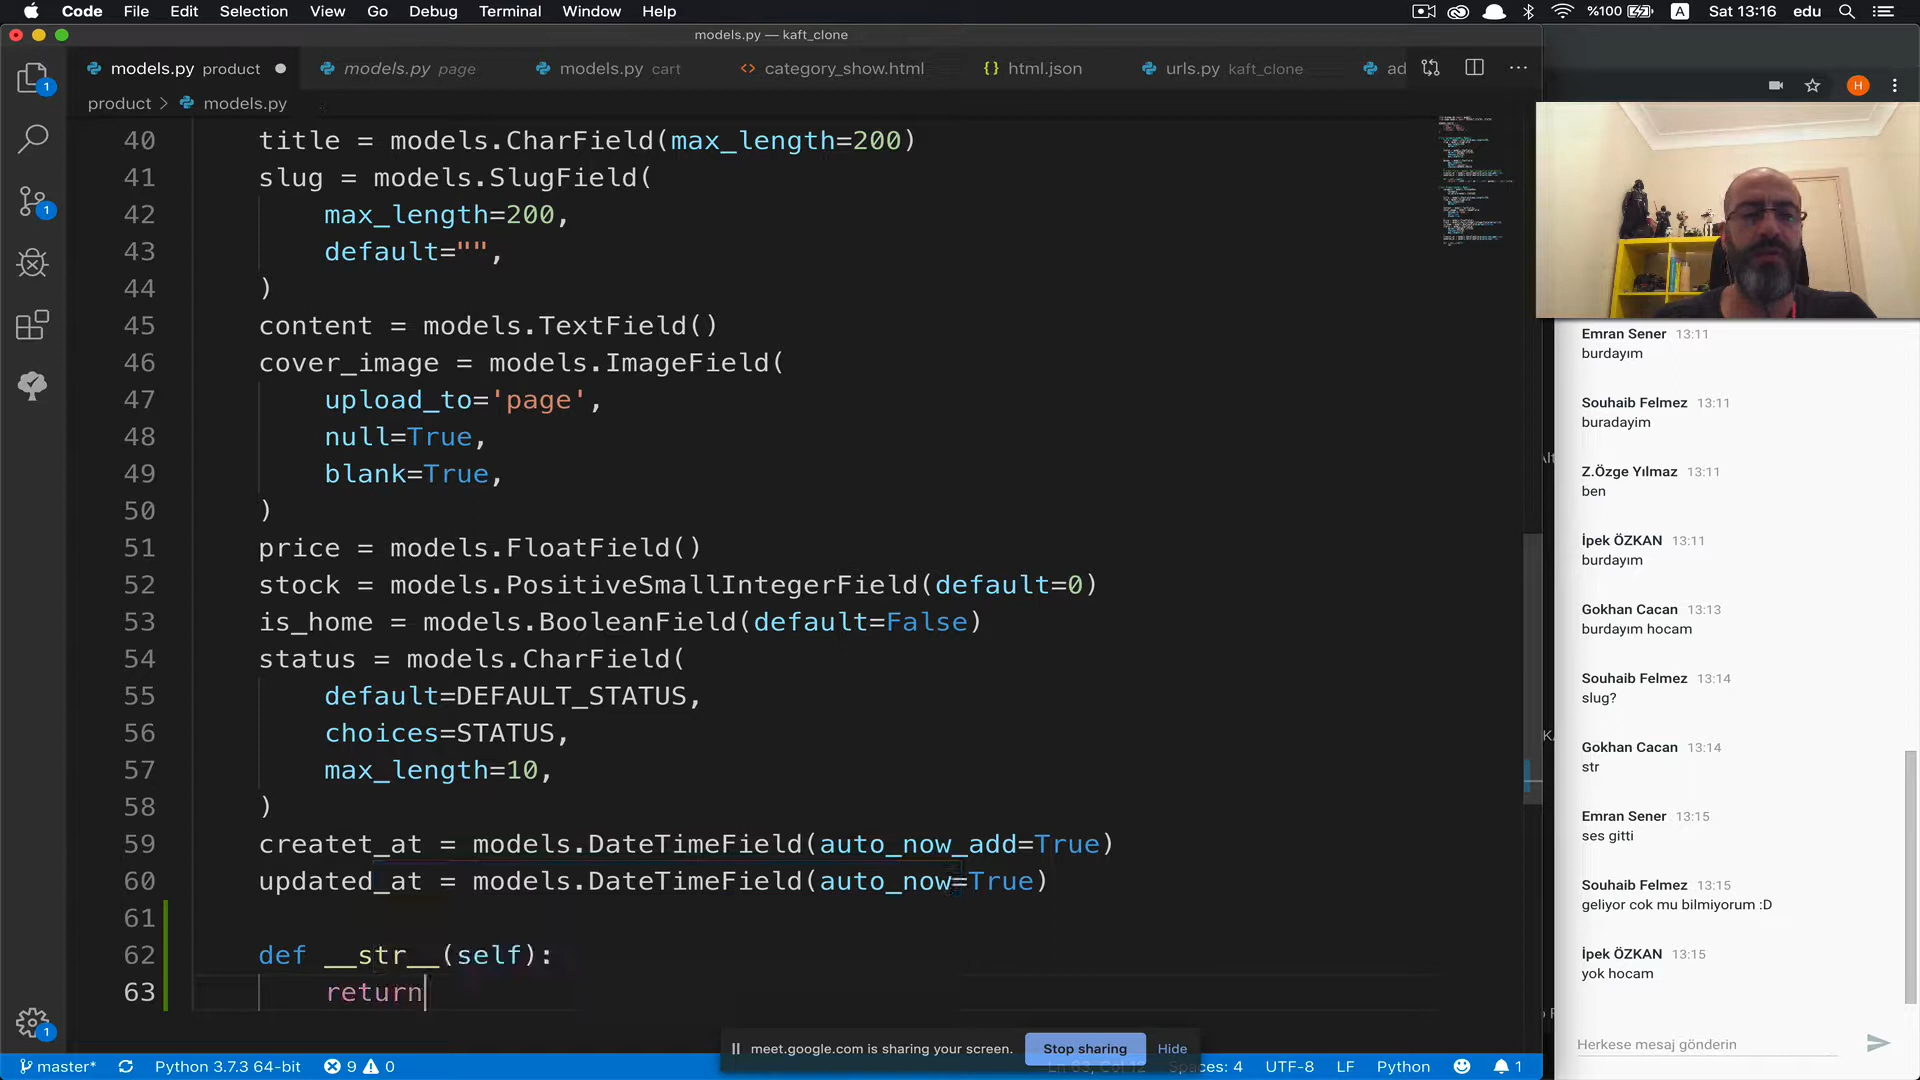 Code File Edit Selection View Go Debug Terminal Window Help
%100 A Sat 13:16 edu
models.py — kaft_clone
models.py product
models.py page
models.py cart
category_show.html
html.json
urls.py kaft_clone
ad
product > models.py
40 title = models.CharField(max_length=200)
41 slug = models.SlugField(
42 max_length=200,
43 default="",
44 )
45 content = models.TextField()
46 cover_image = models.ImageField(
47 upload_to='page',
48 null=True,
49 blank=True,
50 )
51 price = models.FloatField()
52 stock = models.PositiveSmallIntegerField(default=0)
53 is_home = models.BooleanField(default=False)
54 status = models.CharField(
55 default=DEFAULT_STATUS,
56 choices=STATUS,
57 max_length=10,
58 )
59 createt_at = models.DateTimeField(auto_now_add=True)
60 updated_at = models.DateTimeField(auto_now=True)
61
62 def __str__(self):
63 return
1
1
1
H
Emran Sener 13:11
burdayım
Souhaib Felmez 13:11
buradayim
Z.Özge Yılmaz 13:11
ben
İpek ÖZKAN 13:11
burdayım
Gokhan Cacan 13:13
burdayım hocam
Souhaib Felmez 13:14
slug?
Gokhan Cacan 13:14
str
Emran Sener 13:15
ses gitti
Souhaib Felmez 13:15
geliyor cok mu bilmiyorum :D
İpek ÖZKAN 13:15
yok hocam
Herkese mesaj gönderin
meet.google.com is sharing your screen. Stop sharing Hide
master* Python 3.7.3 64-bit 9 0
Spaces: 4 UTF-8 LF Python 1